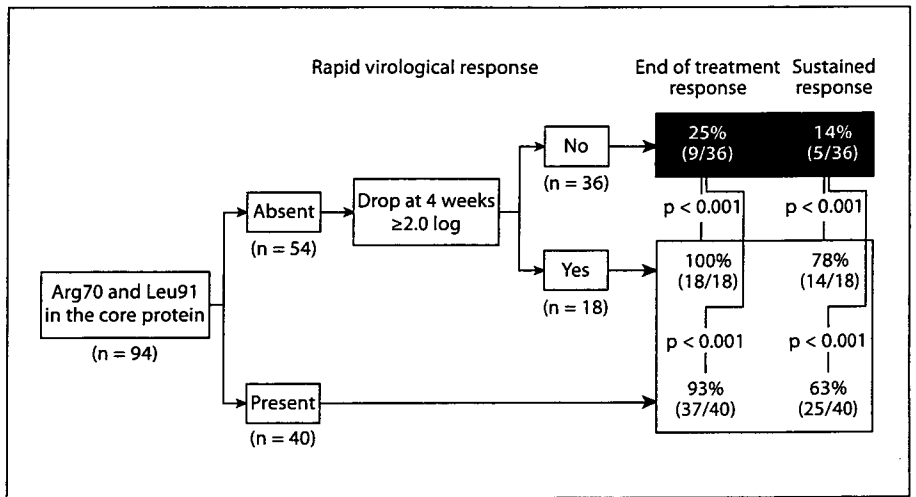 Rapid virological response
End of treatment
response
Sustained
response
No
(n = 36)
25%
(9/36)
14%
(5/36)
Absent
(n = 54)
Drop at 4 weeks
≥2.0 log
p < 0.001
p < 0.001
Yes
(n = 18)
100%
(18/18)
78%
(14/18)
Arg70 and Leu91
in the core protein
(n = 94)
p < 0.001
p < 0.001
Present
(n = 40)
93%
(37/40)
63%
(25/40)